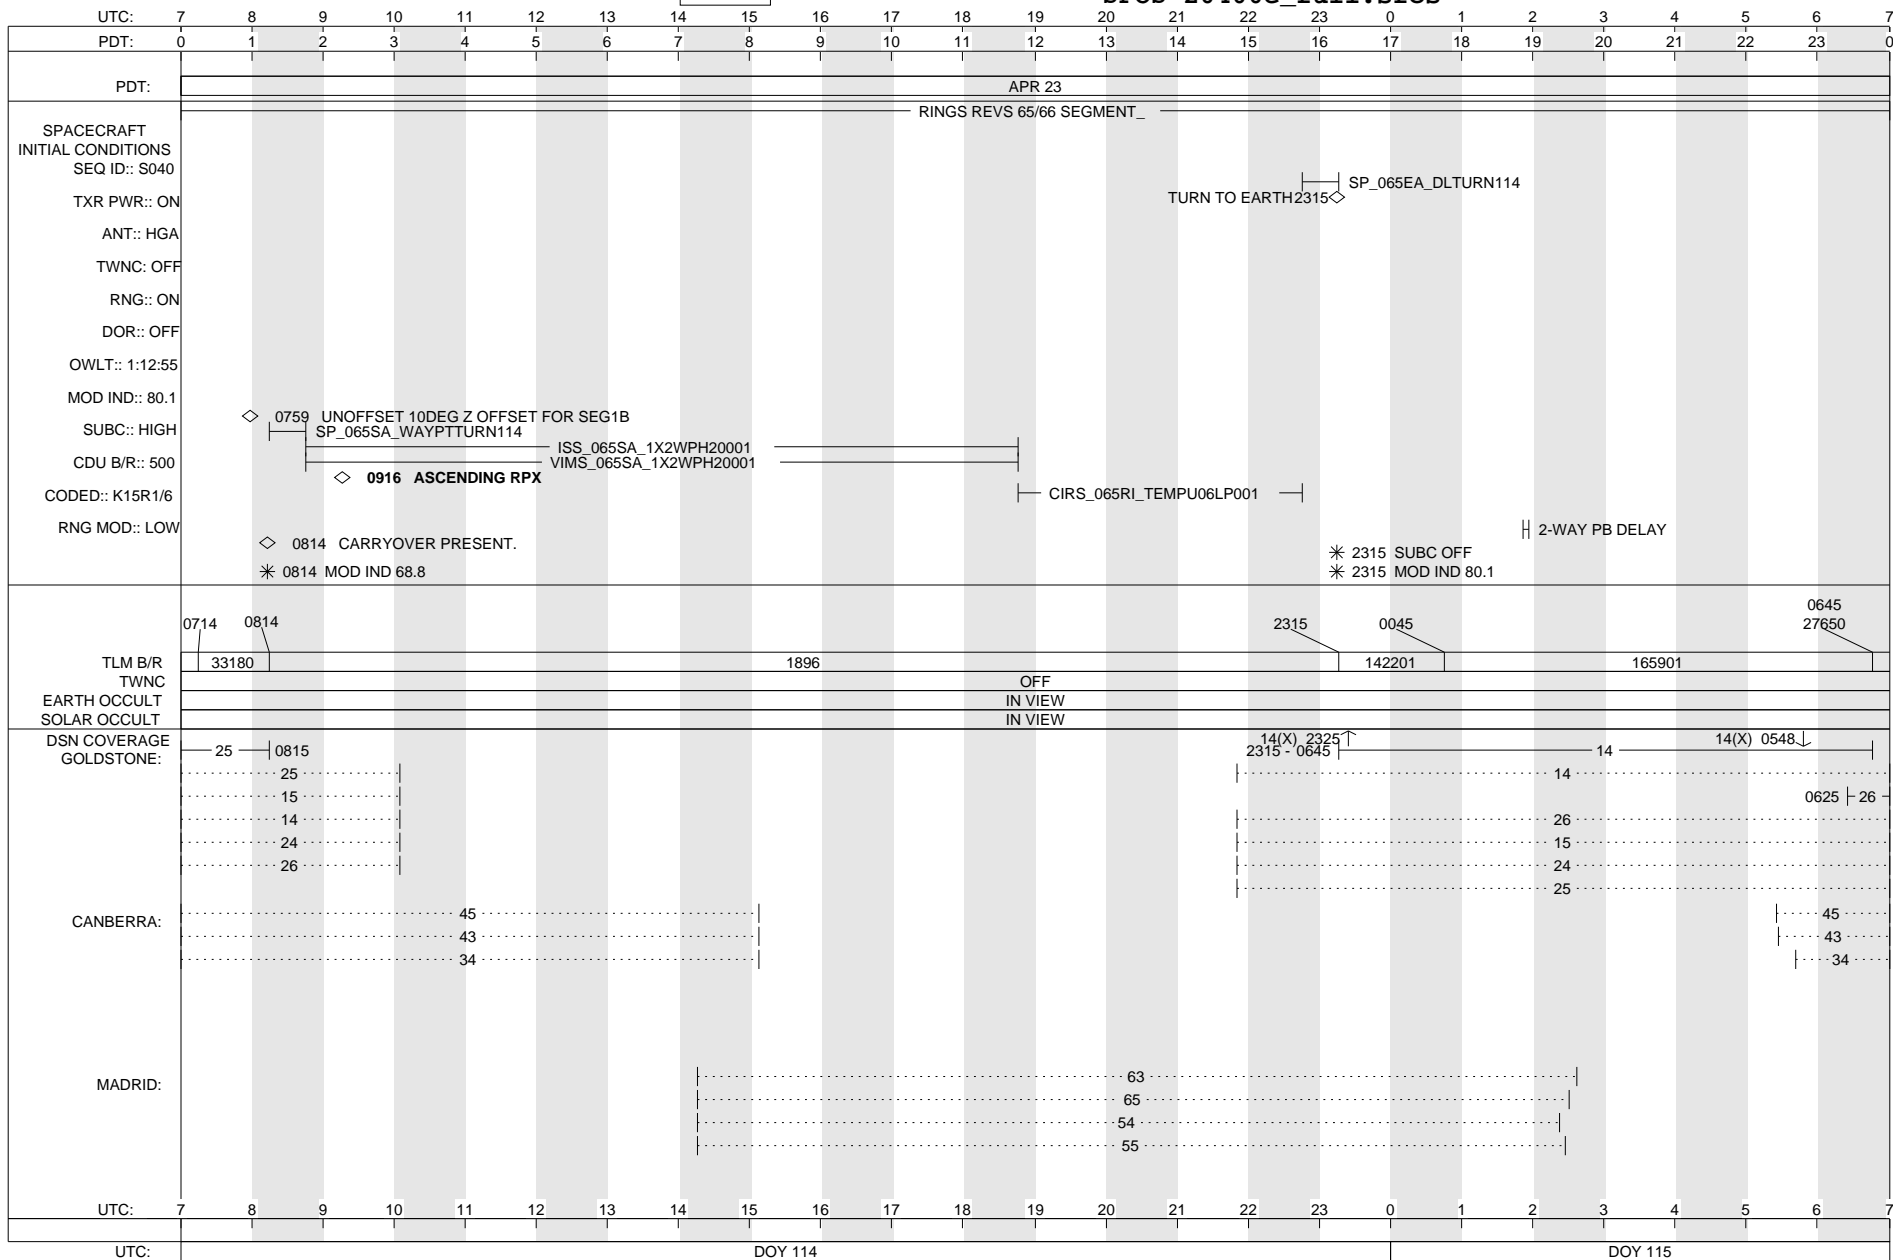 UTC: 7 8 9 10 11 12 13 14 15 16 17 18 19 20 21 22 23 0 1 2 3 4 5 6 7
PDT: 0 1 2 3 4 5 6 7 8 9 10 11 12 13 14 15 16 17 18 19 20 21 22 23 0
PDT: APR 23
RINGS REVS 65/66 SEGMENT_
SPACECRAFT
INITIAL CONDITIONS
SEQ ID:: S040
SP_065EA_DLTURN114
TXR PWR:: ON
TURN TO EARTH 2315
ANT:: HGA
TWNC: OFF
RNG:: ON
DOR:: OFF
OWLT:: 1:12:55
MOD IND:: 80.1
0759 UNOFFSET 10DEG Z OFFSET FOR SEG1B
SUBC:: HIGH
SP_065SA_WAYPTTURN114
ISS_065SA_1X2WPH20001
CDU B/R:: 500
VIMS_065SA_1X2WPH20001
0916 ASCENDING RPX
CODED:: K15R1/6
CIRS_065RI_TEMPU06LP001
RNG MOD:: LOW
2-WAY PB DELAY
0814 CARRYOVER PRESENT.
2315 SUBC OFF
0814 MOD IND 68.8
2315 MOD IND 80.1
0645
0714 0814 2315 0045 27650
TLM B/R 33180 1896 142201 165901
TWNC OFF
EARTH OCCULT IN VIEW
SOLAR OCCULT IN VIEW
DSN COVERAGE
14(X) 2325 14(X) 0548
GOLDSTONE: 25 0815 2315 - 0645 14
25 14
15 0625 26
14 26
24 15
26 24
25
CANBERRA:
45 45
43 43
34 34
MADRID:
63
65
54
55
UTC: 7 8 9 10 11 12 13 14 15 16 17 18 19 20 21 22 23 0 1 2 3 4 5 6 7
UTC: DOY 114 DOY 115